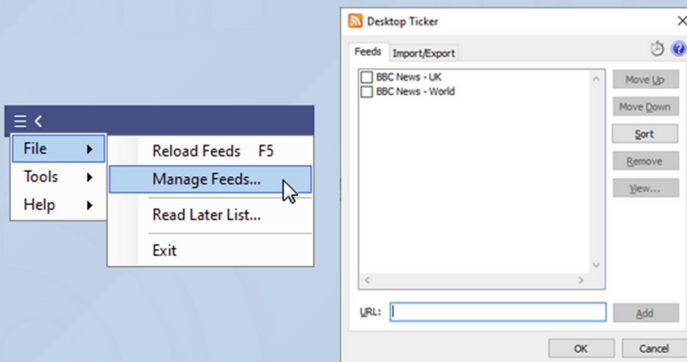 File
Tools
Help
Reload Feeds F5
Manage Feeds...
Read Later List...
Exit
Desktop Ticker
Feeds Import/Export
BBC News - UK
BBC News - World
Move Up
Move Down
Sort
Remove
View...
URL:
Add
OK Cancel